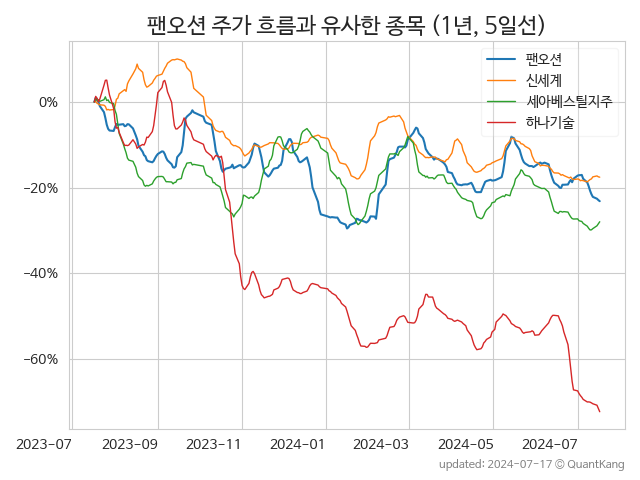 팬오션 주가 흐름과 유사한 종목 (1년, 5일선)
팬오션
신세계
세아베스틸지주
하나기술
0%
−20%
−40%
−60%
2023-07 2023-09 2023-11 2024-01 2024-03 2024-05 2024-07
updated: 2024-07-17 © QuantKang